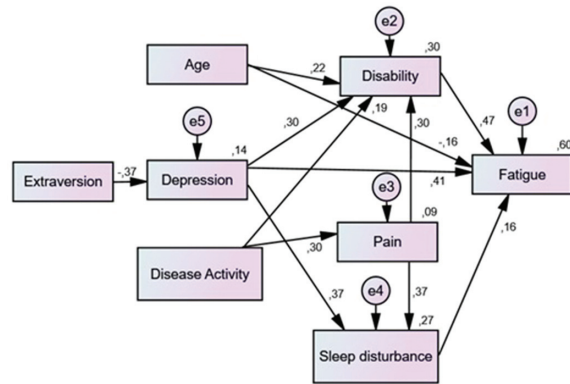 e2
,30
Age
,22
Disability
e5
,19
e1
,30
,30
,47
-,16
,60
,14
Extraversion
-,37
Depression
,41
Fatigue
e3
,09
Pain
,30
,16
Disease Activity
,37
e4
,37
,27
Sleep disturbance